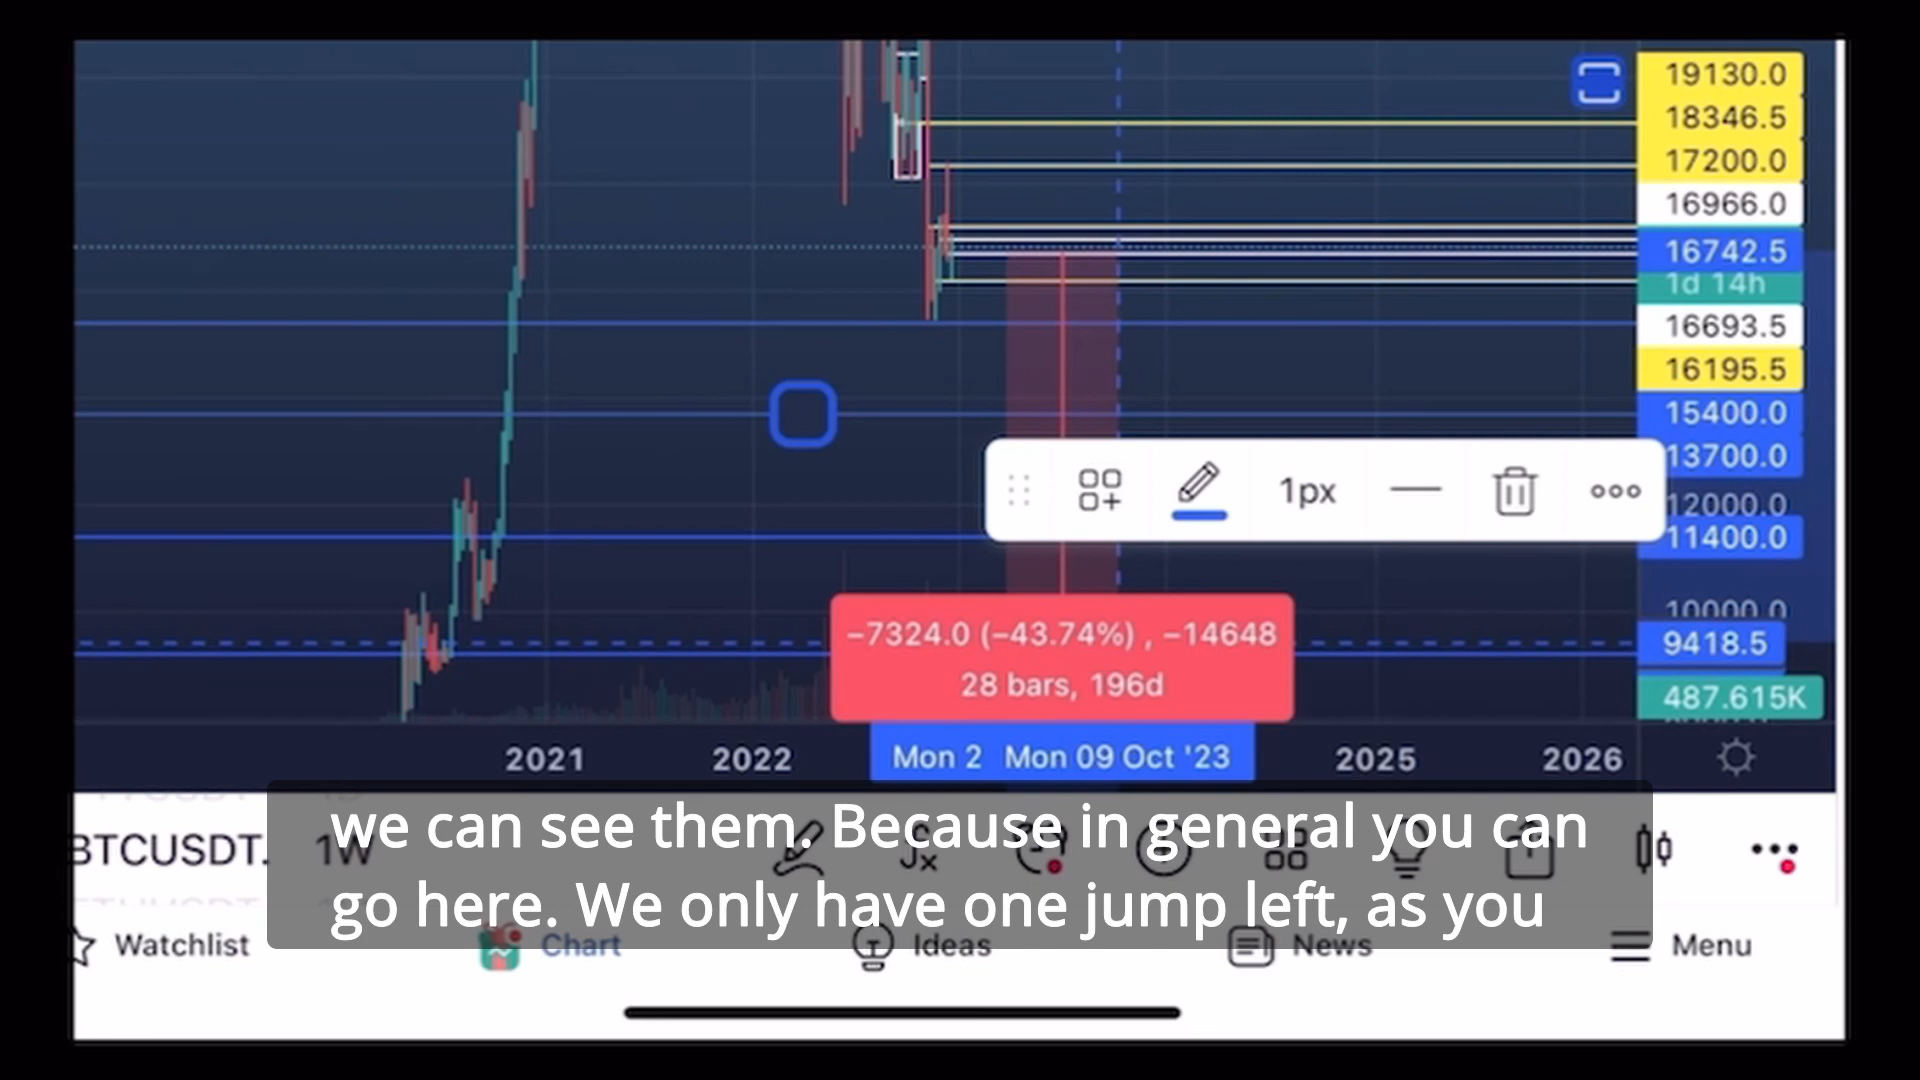 19130.0
18346.5
17200.0
16966.0
16742.5
1d 14h
16693.5
16195.5
15400.0
13700.0
12000.0
11400.0
10000.0
9418.5
487.615K
1px
−7324.0 (−43.74%) , −14648
28 bars, 196d
2021 2022 Mon 2 Mon 09 Oct '23 2025 2026
BTCUSDT. 1W
we can see them. Because in general you can
go here. We only have one jump left, as you
Watchlist Chart Ideas News Menu